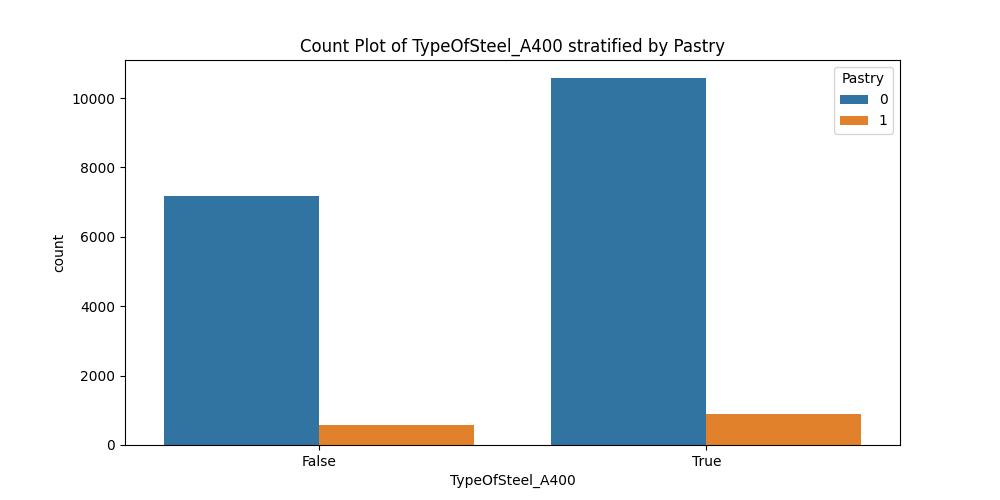 Count Plot of TypeOfSteel_A400 stratified by Pastry
Pastry
0
1
10000
8000
6000
4000
2000
0
count
False
True
TypeOfSteel_A400